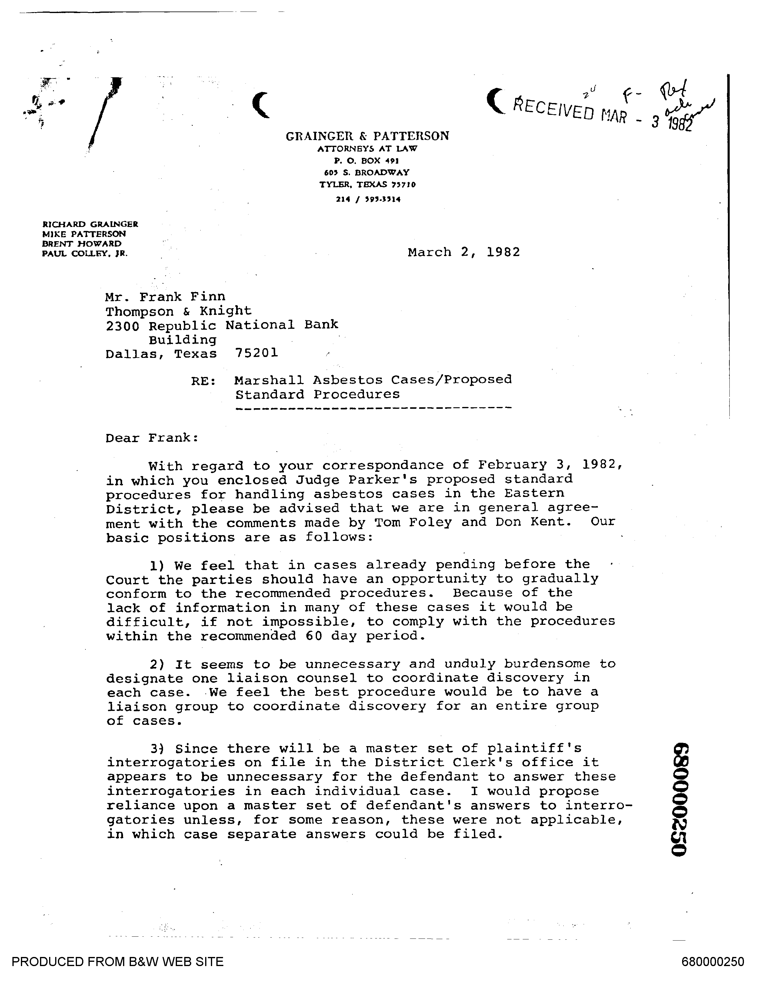 RECEIVED MAR - 3 1982
GRAINGER & PATTERSON
ATTORNEYS AT LAW
P. O. BOX 491
605 S. BROADWAY
TYLER, TEXAS 75710
214 / 595-3514
RICHARD GRAINGER
MIKE PATTERSON
BRENT HOWARD
PAUL COLLEY, JR.
March 2, 1982
Mr. Frank Finn
Thompson & Knight
2300 Republic National Bank
Building
Dallas, Texas 75201
RE: Marshall Asbestos Cases/Proposed
Standard Procedures
--------------------------------
Dear Frank:
With regard to your correspondance of February 3, 1982,
in which you enclosed Judge Parker's proposed standard
procedures for handling asbestos cases in the Eastern
District, please be advised that we are in general agree-
ment with the comments made by Tom Foley and Don Kent. Our
basic positions are as follows:
1) We feel that in cases already pending before the
Court the parties should have an opportunity to gradually
conform to the recommended procedures. Because of the
lack of information in many of these cases it would be
difficult, if not impossible, to comply with the procedures
within the recommended 60 day period.
2) It seems to be unnecessary and unduly burdensome to
designate one liaison counsel to coordinate discovery in
each case. We feel the best procedure would be to have a
liaison group to coordinate discovery for an entire group
of cases.
3) Since there will be a master set of plaintiff's
interrogatories on file in the District Clerk's office it
appears to be unnecessary for the defendant to answer these
interrogatories in each individual case. I would propose
reliance upon a master set of defendant's answers to interro-
gatories unless, for some reason, these were not applicable,
in which case separate answers could be filed.
680000250
PRODUCED FROM B&W WEB SITE
680000250